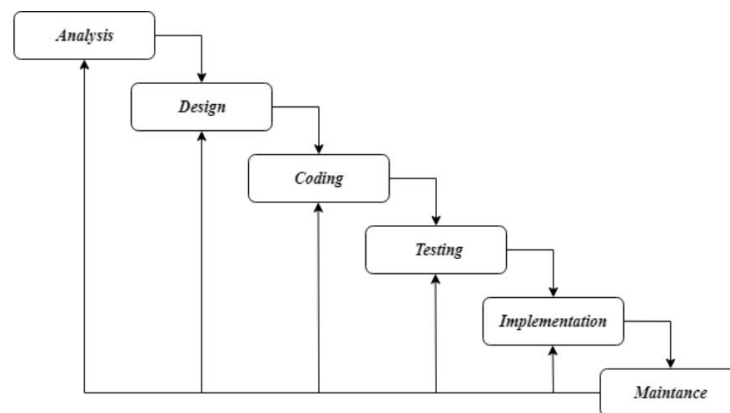 Analysis
Design
Coding
Testing
Implementation
Maintance